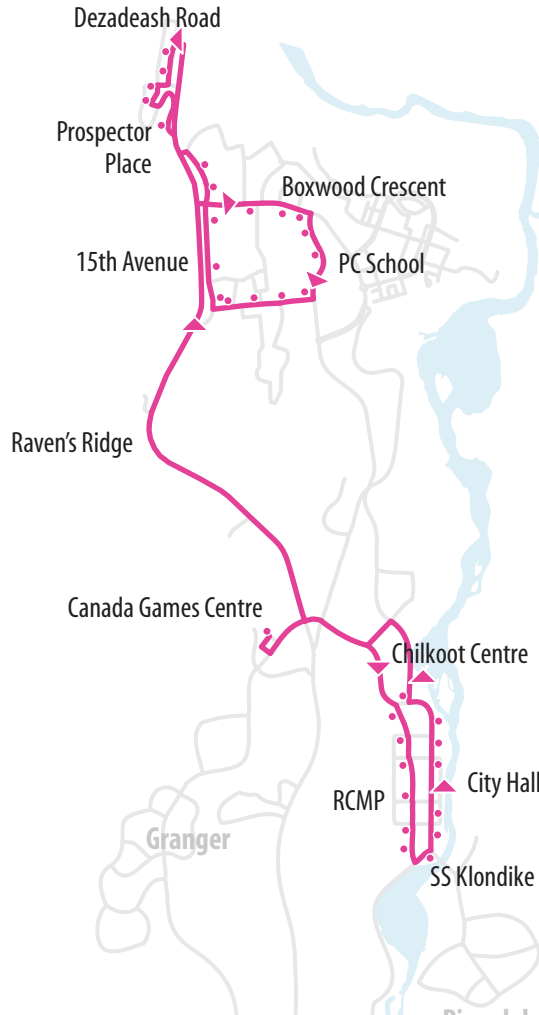 Dezadeash Road
Prospector
Place
Boxwood Crescent
15th Avenue
PC School
Raven's Ridge
Canada Games Centre
Chilkoot Centre
City Hall
RCMP
Granger
SS Klondike